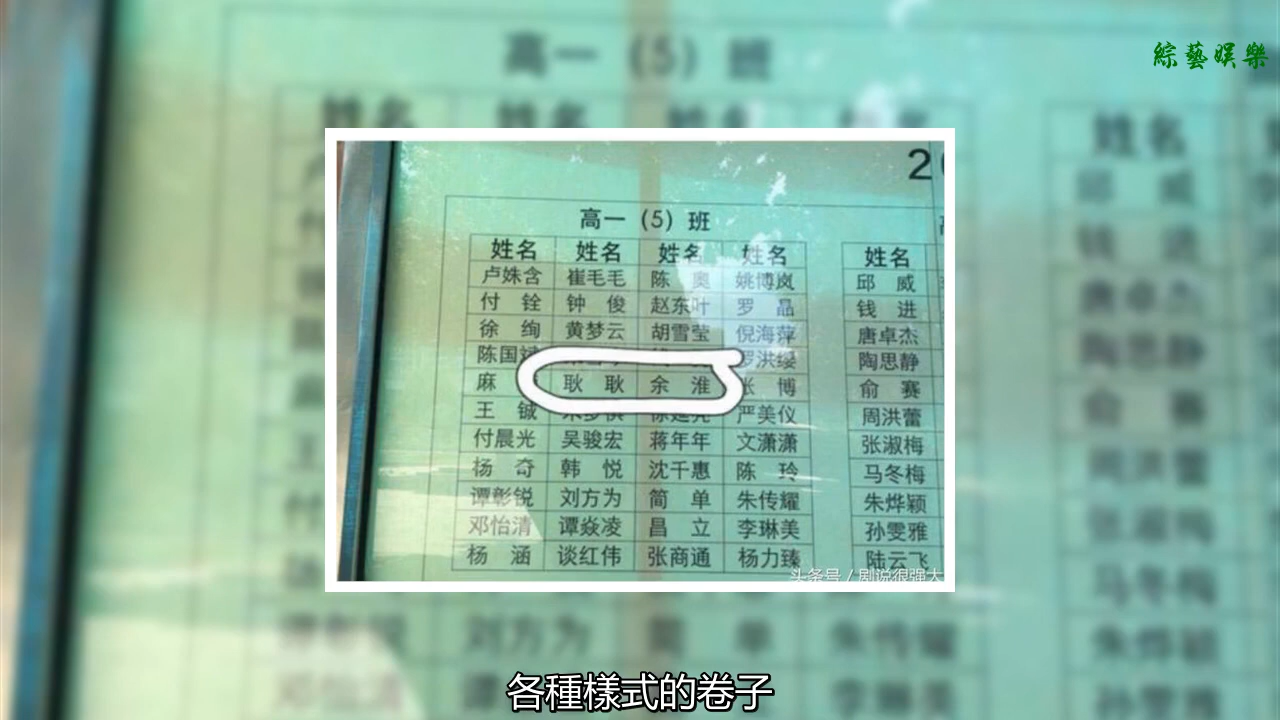 綜藝娛樂
20
高一（5）班
姓名 姓名 姓名 姓名 姓名
卢姝含 崔毛毛 陈 奥 姚博岚 邱 威
付 铨 钟 俊 赵东叶 罗 晶 钱 进
徐 绚 黄梦云 胡雪莹 倪海萍 唐卓杰
陈国斌 罗洪缨 陶思静
麻 耿 耿 余 淮 张 博 俞 赛
王 铖 严美仪 周洪蕾
付晨光 吴骏宏 蒋年年 文潇潇 张淑梅
杨 奇 韩 悦 沈千惠 陈 玲 马冬梅
谭彰锐 刘方为 简 单 朱传耀 朱烨颖
邓怡清 谭焱凌 昌 立 李琳美 孙雯雅
杨 涵 谈红伟 张商通 杨力臻 陆云飞
头条号 / 剧说很强大
各種樣式的卷子